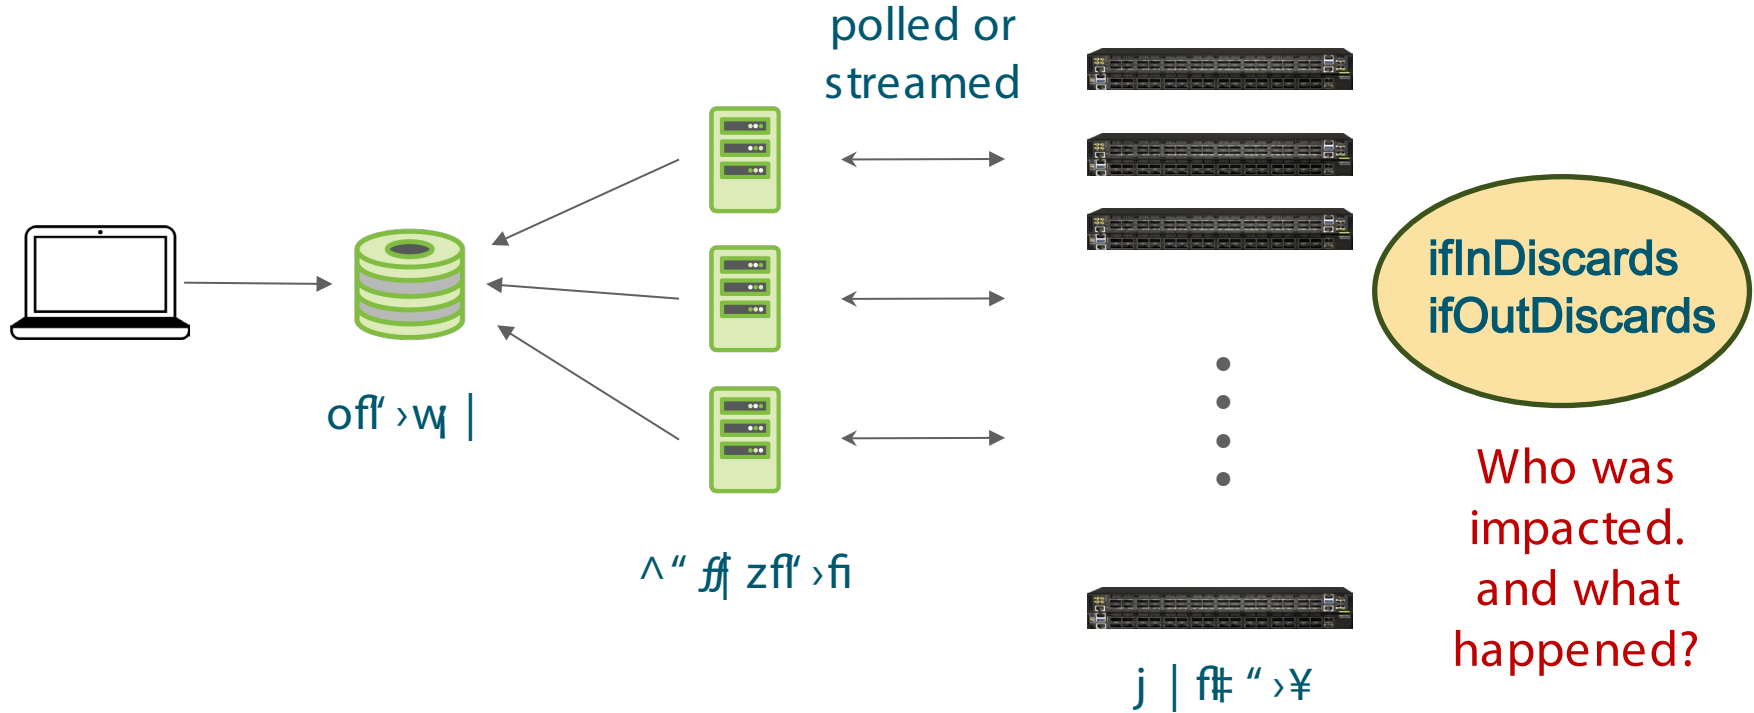 polled or
streamed
ifInDiscards
ifOutDiscards
Who was
impacted.
and what
happened?